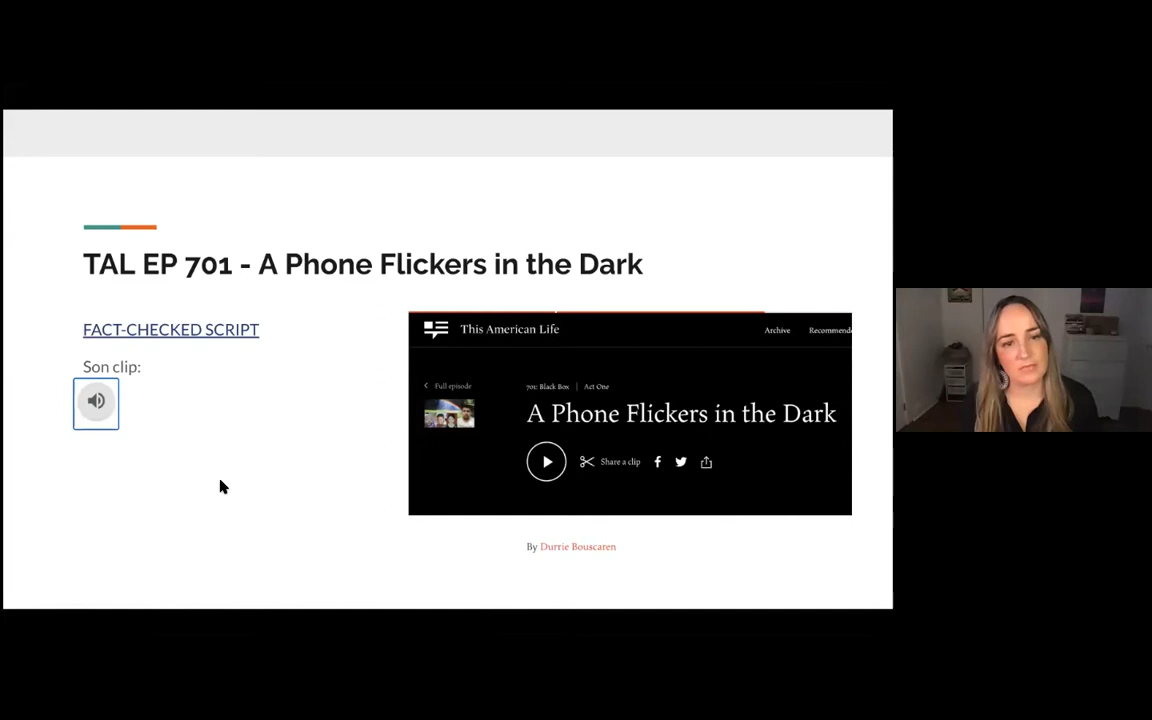 TAL EP 701 - A Phone Flickers in the Dark
FACT-CHECKED SCRIPT
Son clip:
This American Life
Archive
Recommende
Full episode
701: Black Box | Act One
A Phone Flickers in the Dark
Share a clip
By Durrie Bouscaren